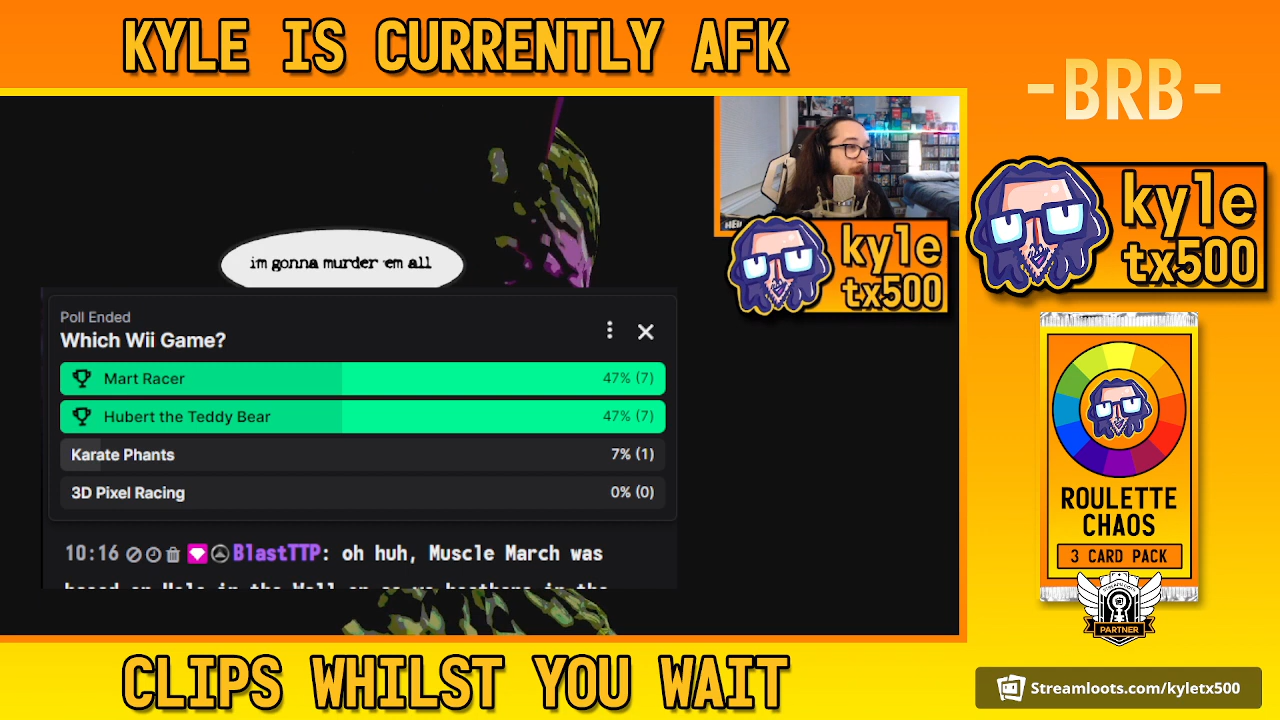 KYLE IS CURRENTLY AFK
-BRB-
im gonna murder em all
kyle
tx500
kyle
tx500
Poll Ended
Which Wii Game?
Mart Racer 47% (7)
Hubert the Teddy Bear 47% (7)
Karate Phants 7% (1)
3D Pixel Racing 0% (0)
10:16 BlastTTP: oh huh, Muscle March was
ROULETTE
CHAOS
3 CARD PACK
PARTNER
CLIPS WHILST YOU WAIT
Streamloots.com/kyletx500